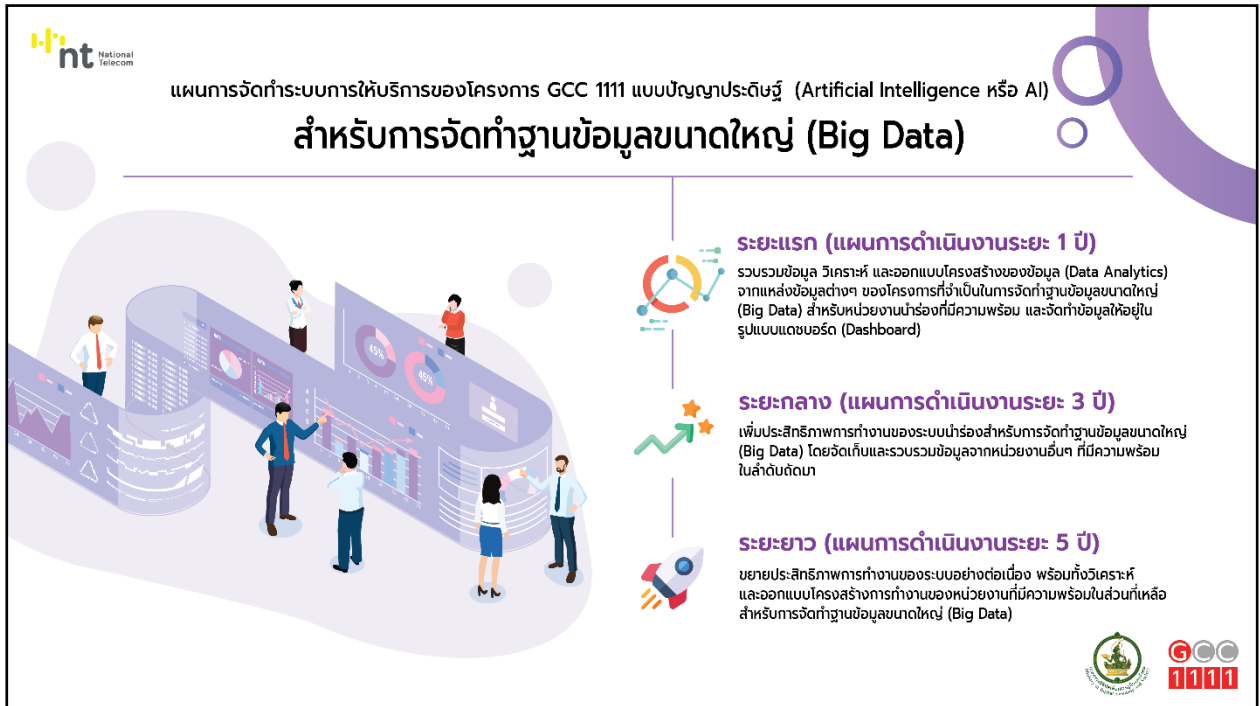 nt National
Telecom
แผนการจัดทำระบบการให้บริการของโครงการ GCC 1111 แบบปัญญาประดิษฐ์ (Artificial Intelligence หรือ AI)
สำหรับการจัดทำฐานข้อมูลขนาดใหญ่ (Big Data)
ระยะแรก (แผนการดำเนินงานระยะ 1 ปี)
รวบรวมข้อมูล วิเคราะห์ และออกแบบโครงสร้างของข้อมูล (Data Analytics)
จากแหล่งข้อมูลต่างๆ ของโครงการที่จำเป็นในการจัดทำฐานข้อมูลขนาดใหญ่
(Big Data) สำหรับหน่วยงานนำร่องที่มีความพร้อม และจัดทำข้อมูลให้อยู่ใน
รูปแบบแดชบอร์ด (Dashboard)
45%
45%
ระยะกลาง (แผนการดำเนินงานระยะ 3 ปี)
เพิ่มประสิทธิภาพการทำงานของระบบนำร่องสำหรับการจัดทำฐานข้อมูลขนาดใหญ่
(Big Data) โดยจัดเก็บและรวบรวมข้อมูลจากหน่วยงานอื่นๆ ที่มีความพร้อม
ในลำดับถัดมา
ระยะยาว (แผนการดำเนินงานระยะ 5 ปี)
ขยายประสิทธิภาพการทำงานของระบบอย่างต่อเนื่อง พร้อมทั้งวิเคราะห์
และออกแบบโครงสร้างการทำงานของหน่วยงานที่มีความพร้อมในส่วนที่เหลือ
สำหรับการจัดทำฐานข้อมูลขนาดใหญ่ (Big Data)
GCC
1111